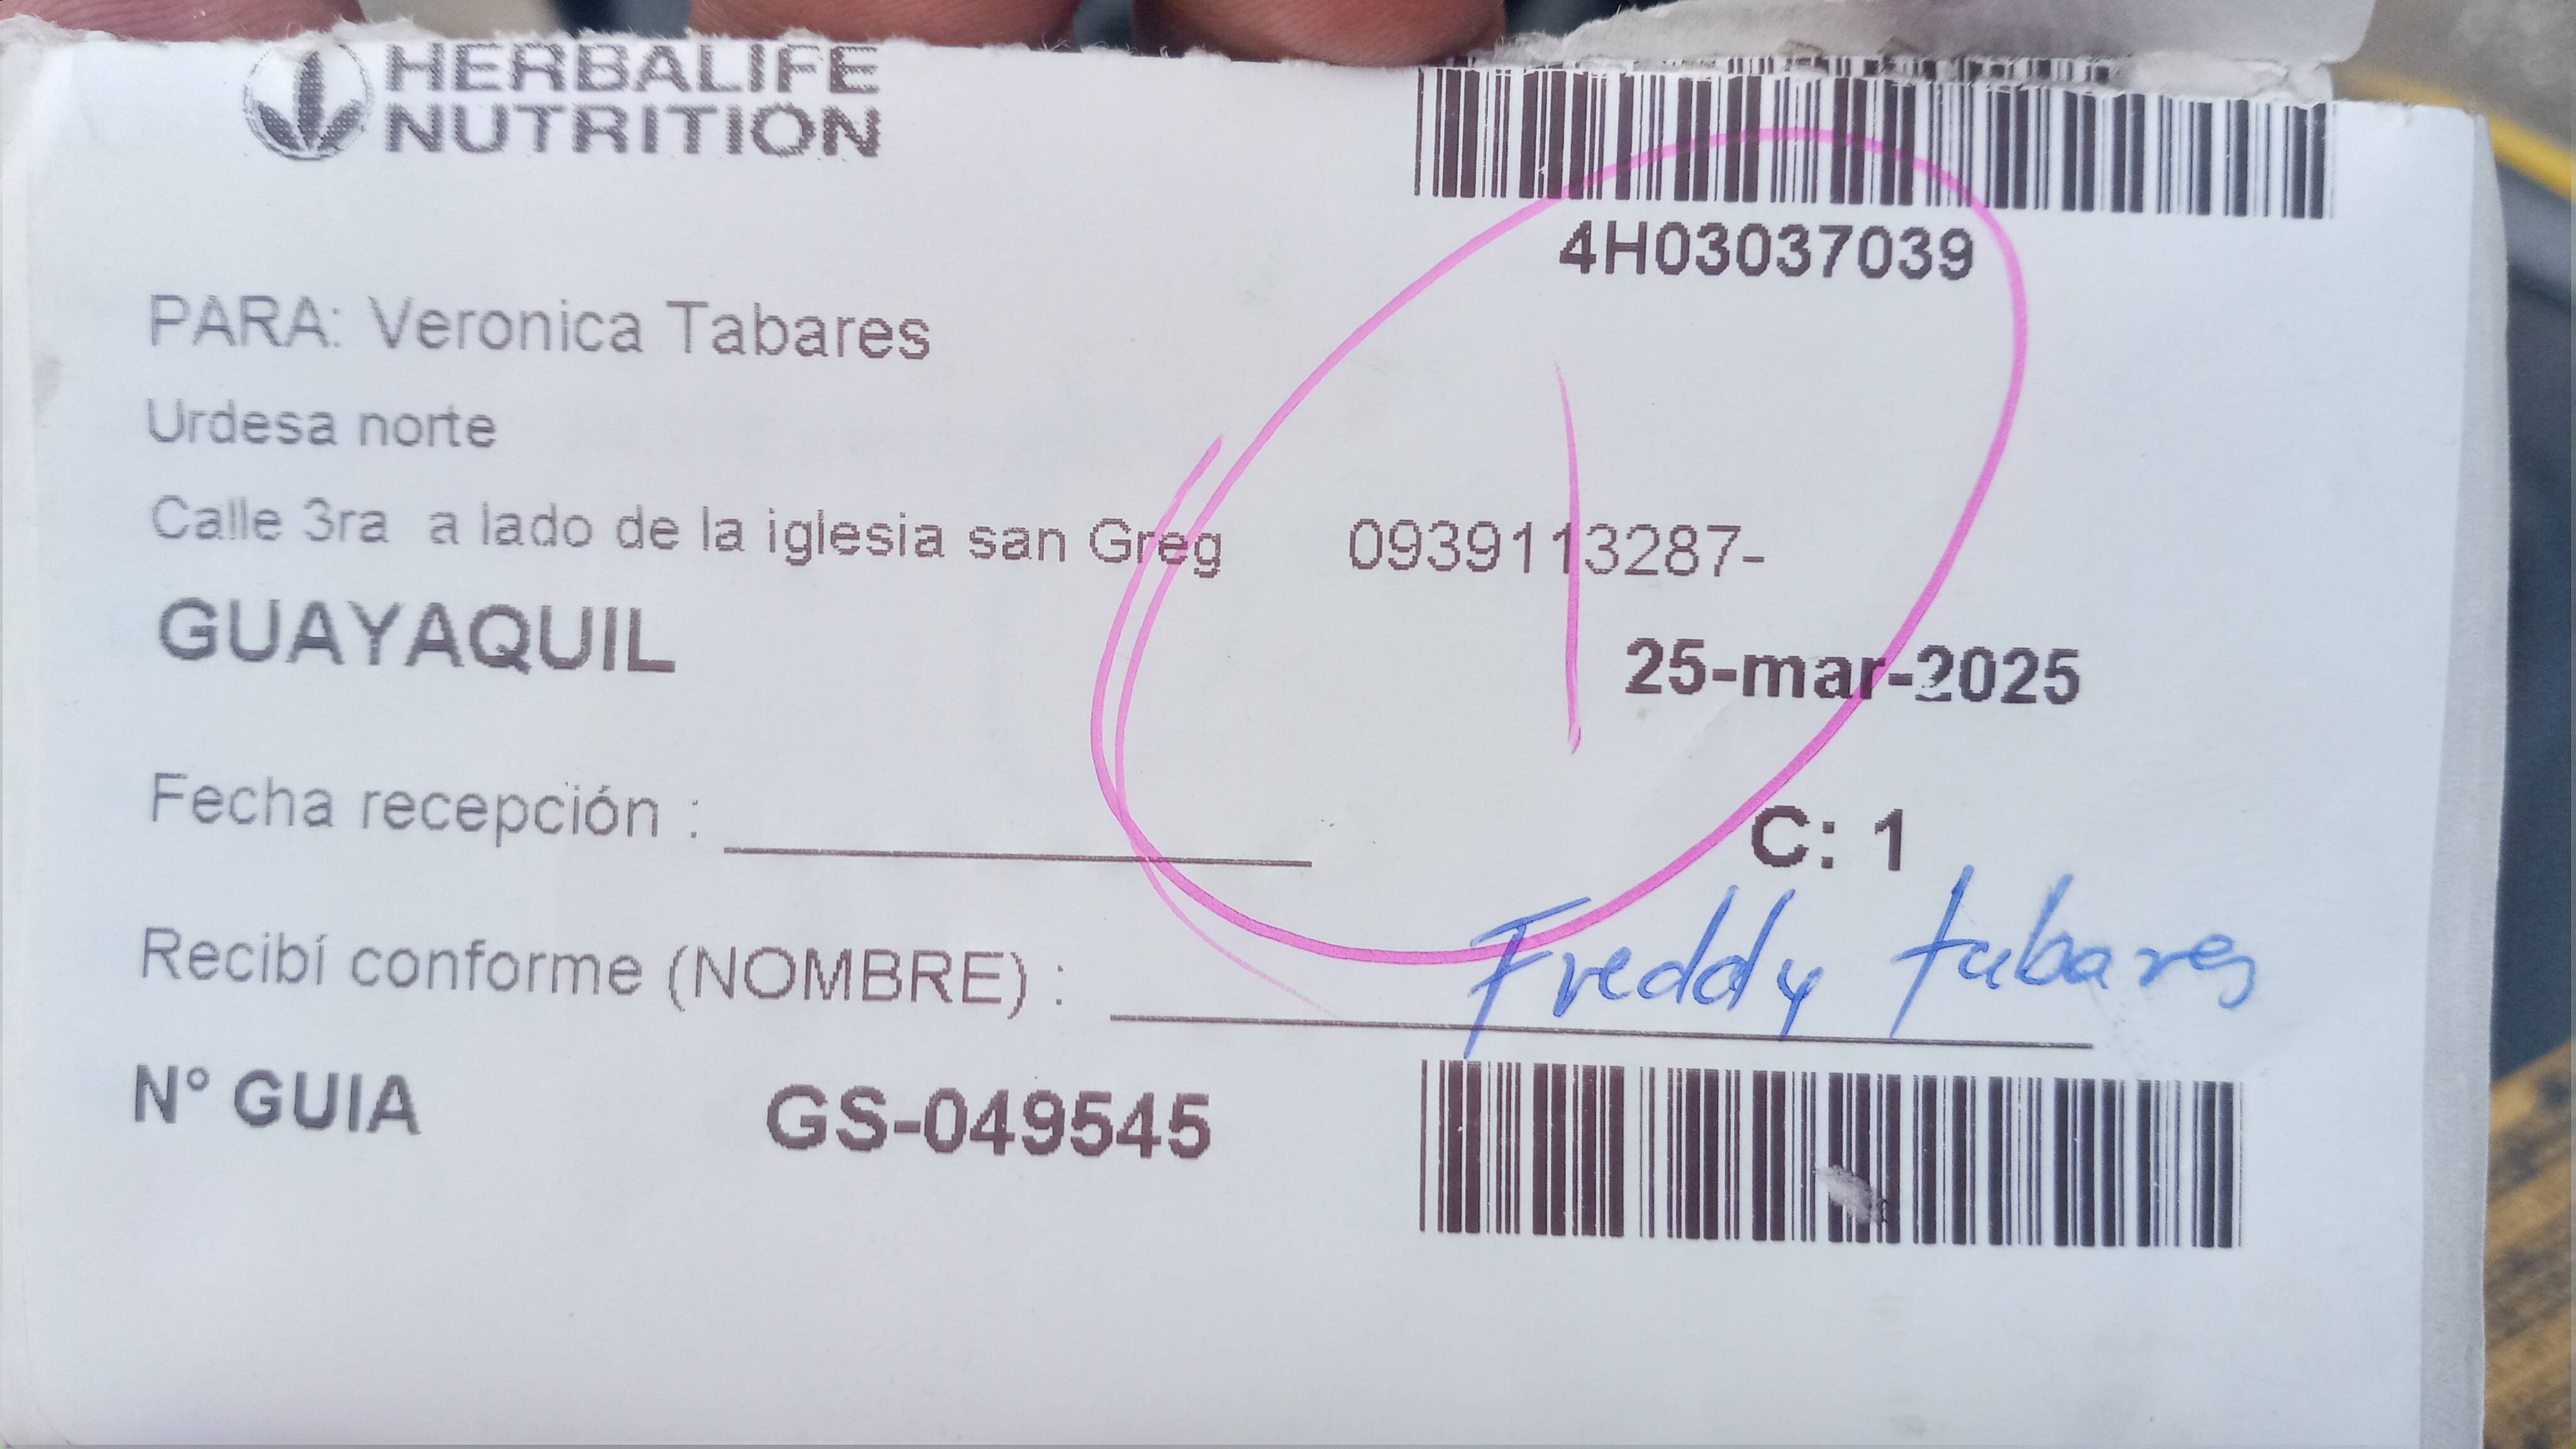 HERBALIFE
NUTRITION
4H03037039
PARA: Veronica Tabares
Urdesa norte
Calle 3ra a lado de la iglesia san Greg 0939113287-
GUAYAQUIL
25-mar-2025
Fecha recepción :
C: 1
Recibí conforme (NOMBRE) : Freddy tabares
N° GUIA GS-049545